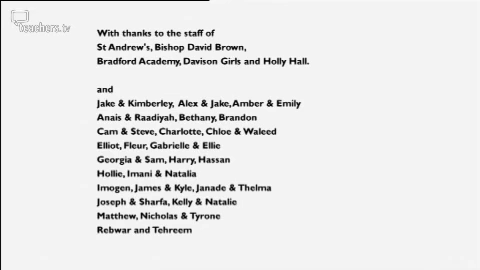 Teachers.tv
With thanks to the staff of
St Andrew's, Bishop David Brown,
Bradford Academy, Davison Girls and Holly Hall.
and
Jake & Kimberley, Alex & Jake, Amber & Emily
Anais & Raadiyah, Bethany, Brandon
Cam & Steve, Charlotte, Chloe & Waleed
Elliot, Fleur, Gabrielle & Ellie
Georgia & Sam, Harry, Hassan
Hollie, Imani & Natalia
Imogen, James & Kyle, Janade & Thelma
Joseph & Sharfa, Kelly & Natalie
Matthew, Nicholas & Tyrone
Rebwar and Tehreem